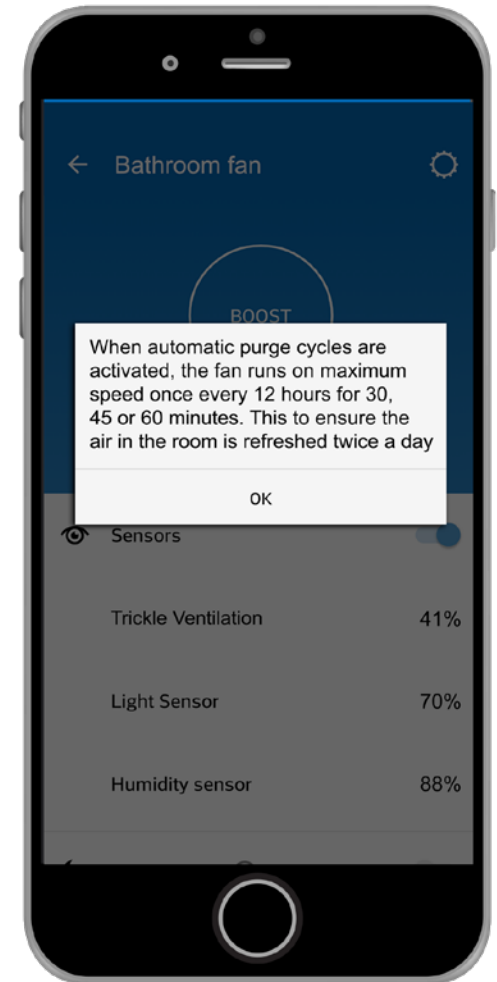 Bathroom fan
BOOST
When automatic purge cycles are
activated, the fan runs on maximum
speed once every 12 hours for 30,
45 or 60 minutes. This to ensure the
air in the room is refreshed twice a day
OK
Sensors
Trickle Ventilation 41%
Light Sensor 70%
Humidity sensor 88%